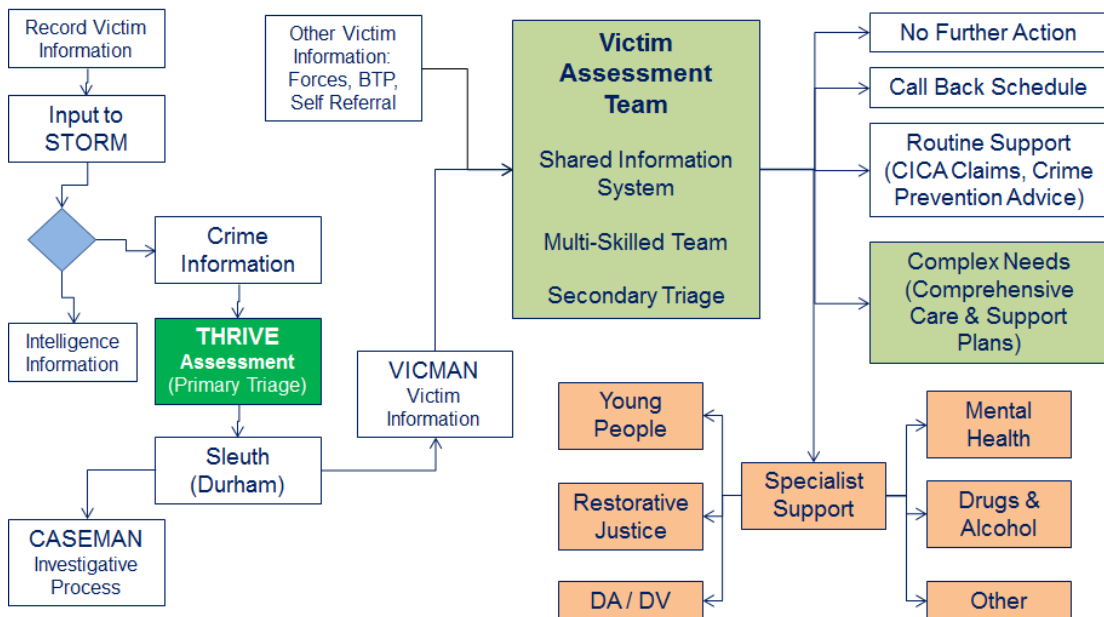 Record Victim
Information
Input to
STORM
Crime
Information
Intelligence
Information
THRIVE
Assessment
(Primary Triage)
Sleuth
(Durham)
CASEMAN
Investigative
Process
VICMAN
Victim
Information
Other Victim
Information:
Forces, BTP,
Self Referral
Victim
Assessment
Team
Shared Information
System
Multi-Skilled Team
Secondary Triage
No Further Action
Call Back Schedule
Routine Support
(CICA Claims, Crime
Prevention Advice)
Complex Needs
(Comprehensive
Care & Support
Plans)
Specialist
Support
Young
People
Restorative
Justice
DA / DV
Mental
Health
Drugs &
Alcohol
Other